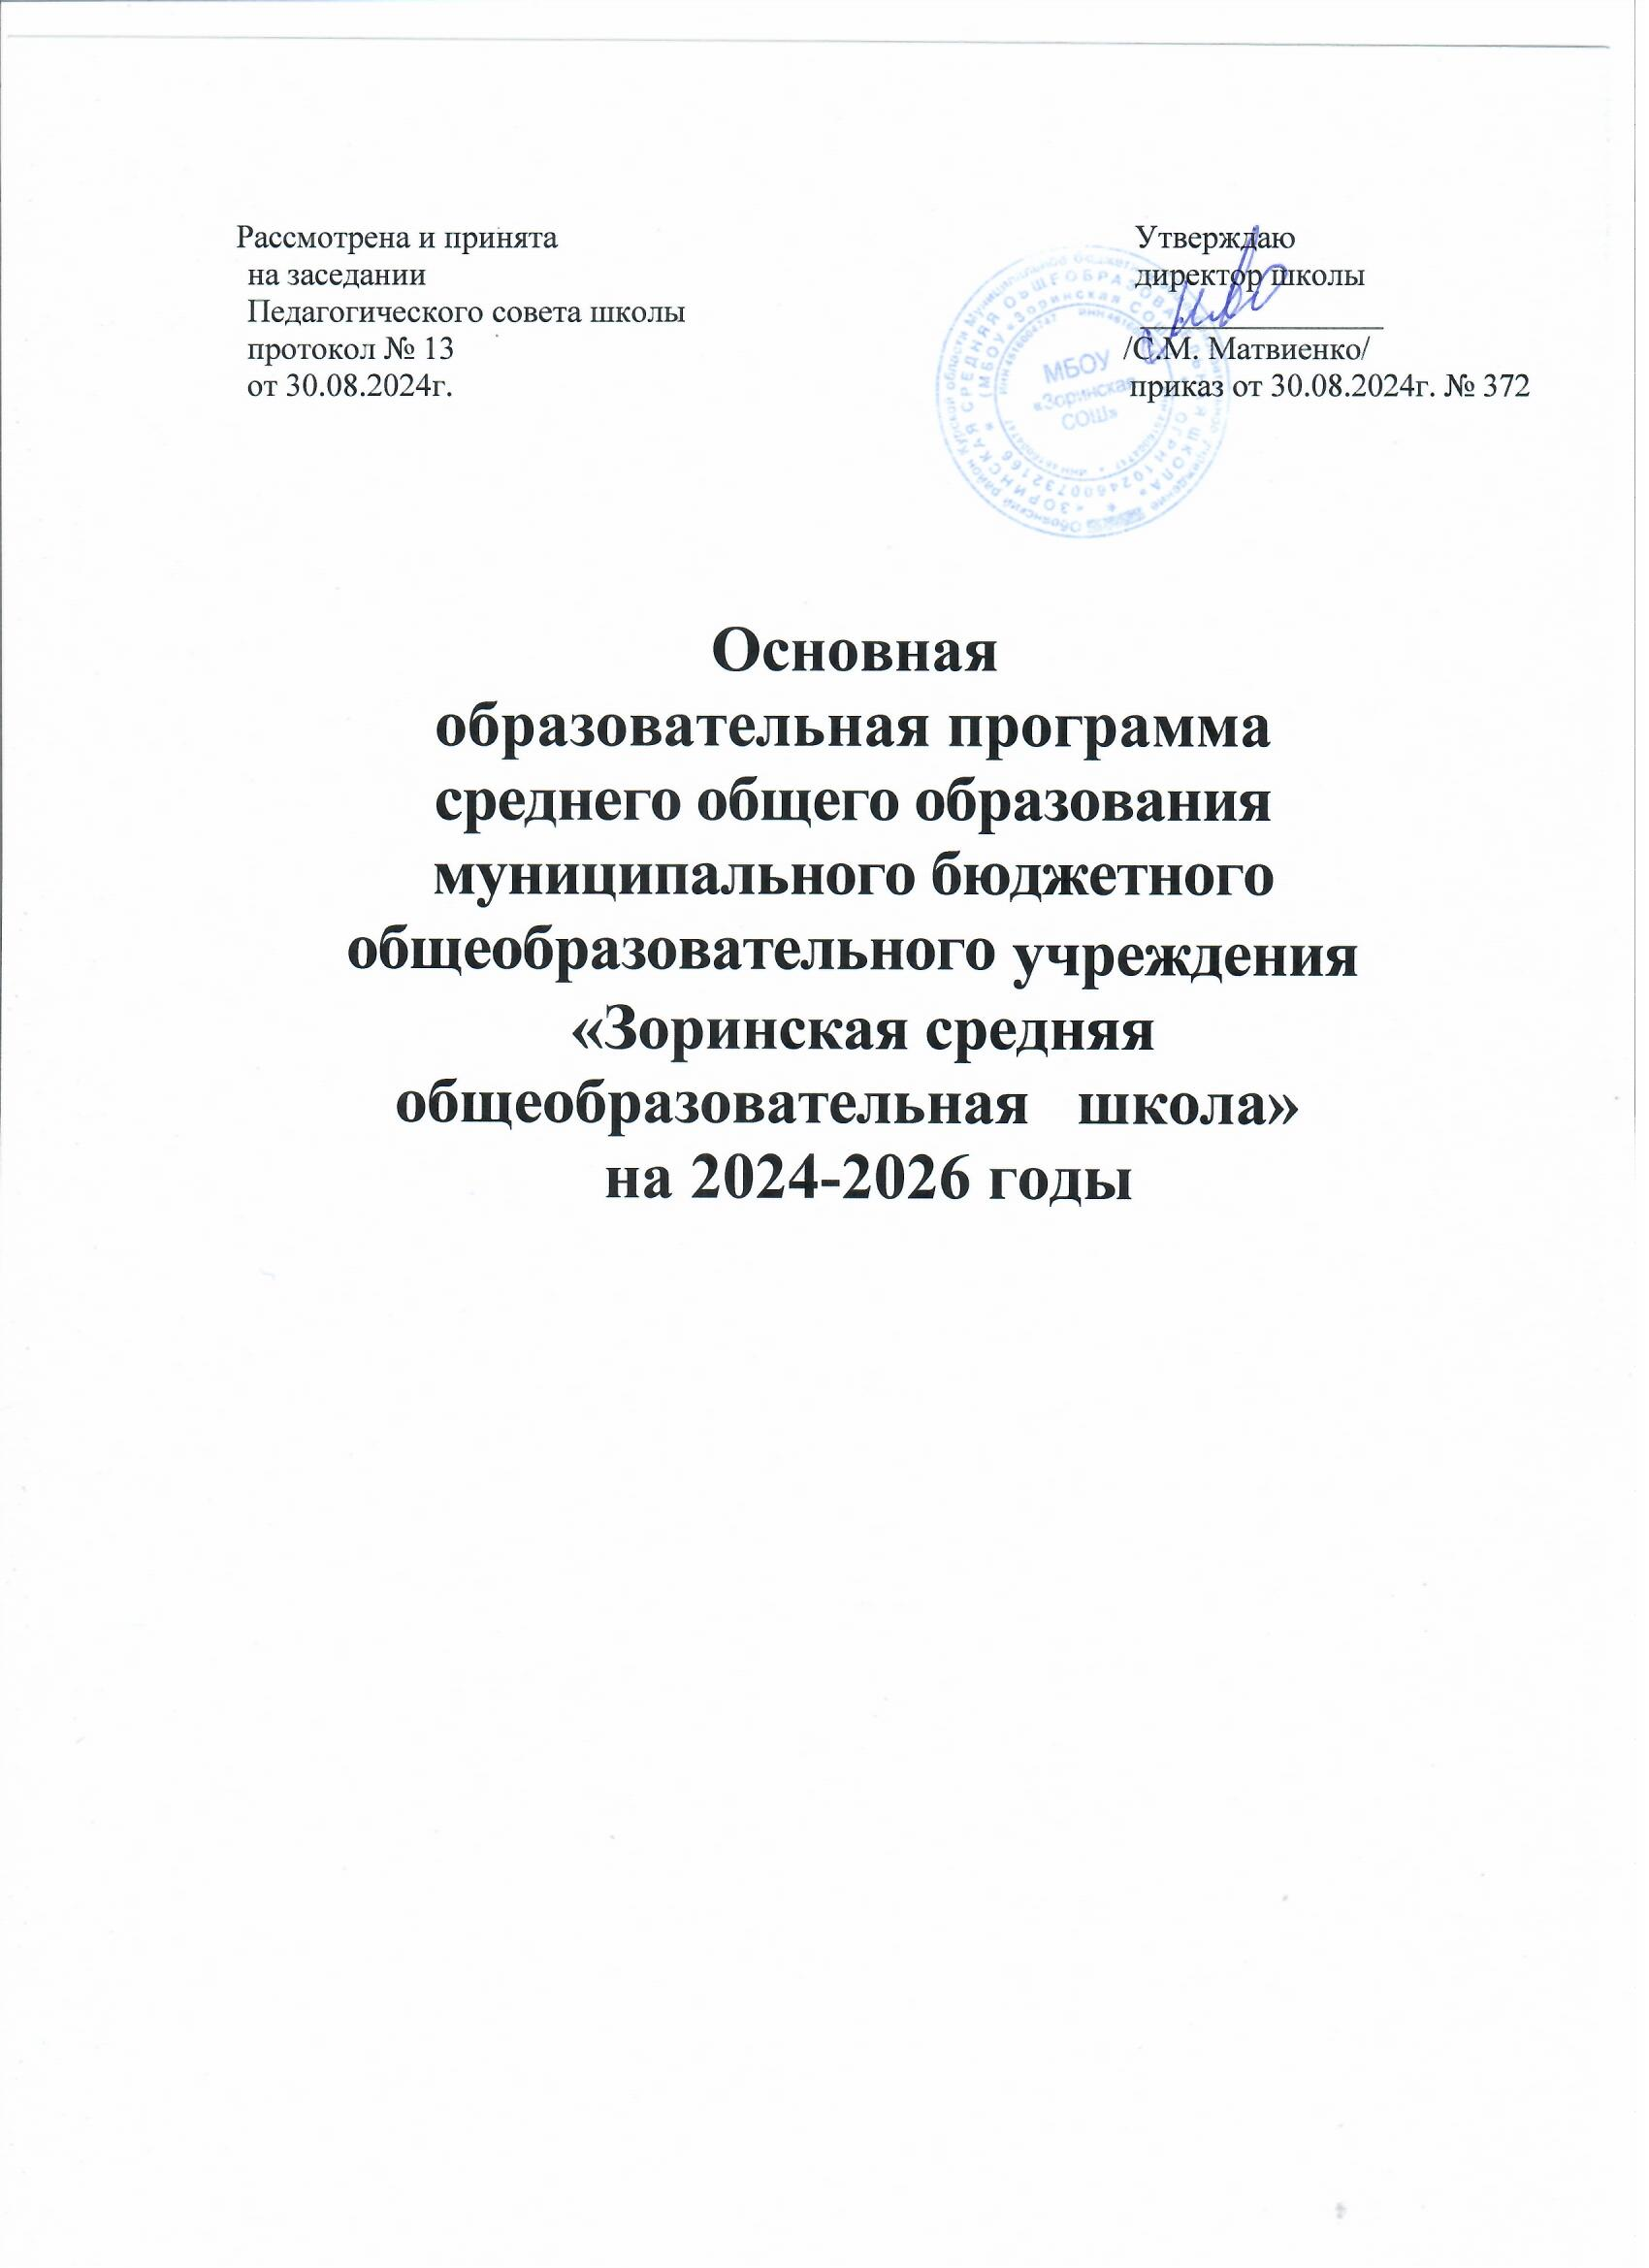 Рассмотрена и принята
на заседании
Педагогического совета школы
протокол № 13
от 30.08.2024г.
Утверждаю
директор школы
/С.М. Матвиенко/
приказ от 30.08.2024г. № 372
МБОУ
«Зоринская
СОШ»
Основная
образовательная программа
среднего общего образования
муниципального бюджетного
общеобразовательного учреждения
«Зоринская средняя
общеобразовательная школа»
на 2024-2026 годы